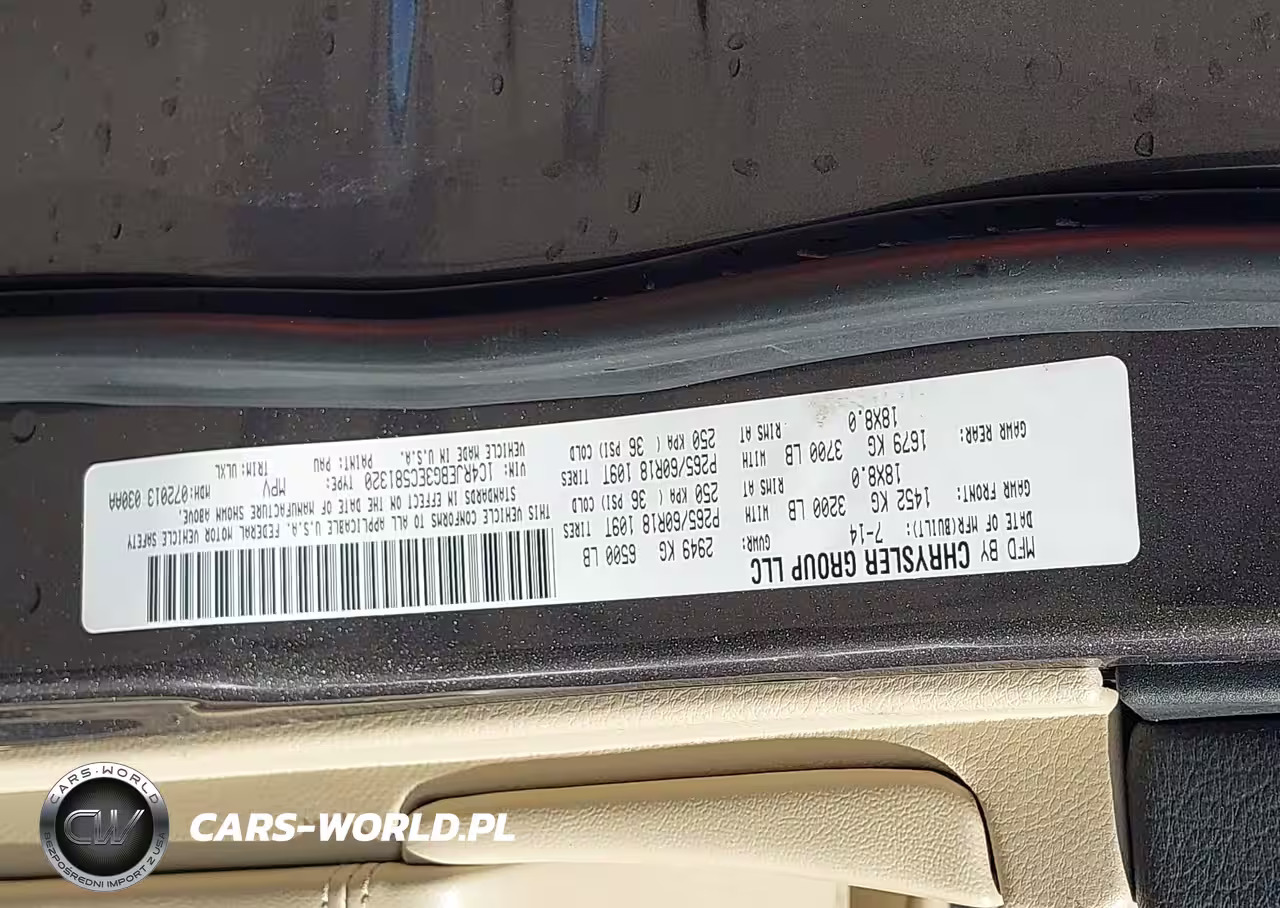 MFD BY CHRYSLER GROUP LLC
DATE OF MFR(BUILT): 7-14 GVWR: 2949 KG 6500 LB
GAWR FRONT: 1452 KG 3200 LB WITH P265/60R18 109T TIRES
18X8.0 RIMS AT 250 KPA ( 36 PSI) COLD
GAWR REAR: 1679 KG 3700 LB WITH P265/60R18 109T TIRES
18X8.0 RIMS AT 250 KPA ( 36 PSI) COLD
THIS VEHICLE CONFORMS TO ALL APPLICABLE U.S.A. FEDERAL MOTOR VEHICLE SAFETY
STANDARDS IN EFFECT ON THE DATE OF MANUFACTURE SHOWN ABOVE.
VIN: 1C4RJEBG3EC581320 TYPE: MPV MDH:072013 030AA
VEHICLE MADE IN U.S.A. PAINT: PAU TRIM: ULXL
CARS-WORLD
CW
BEZPOŚREDNI IMPORT Z USA
CARS-WORLD.PL